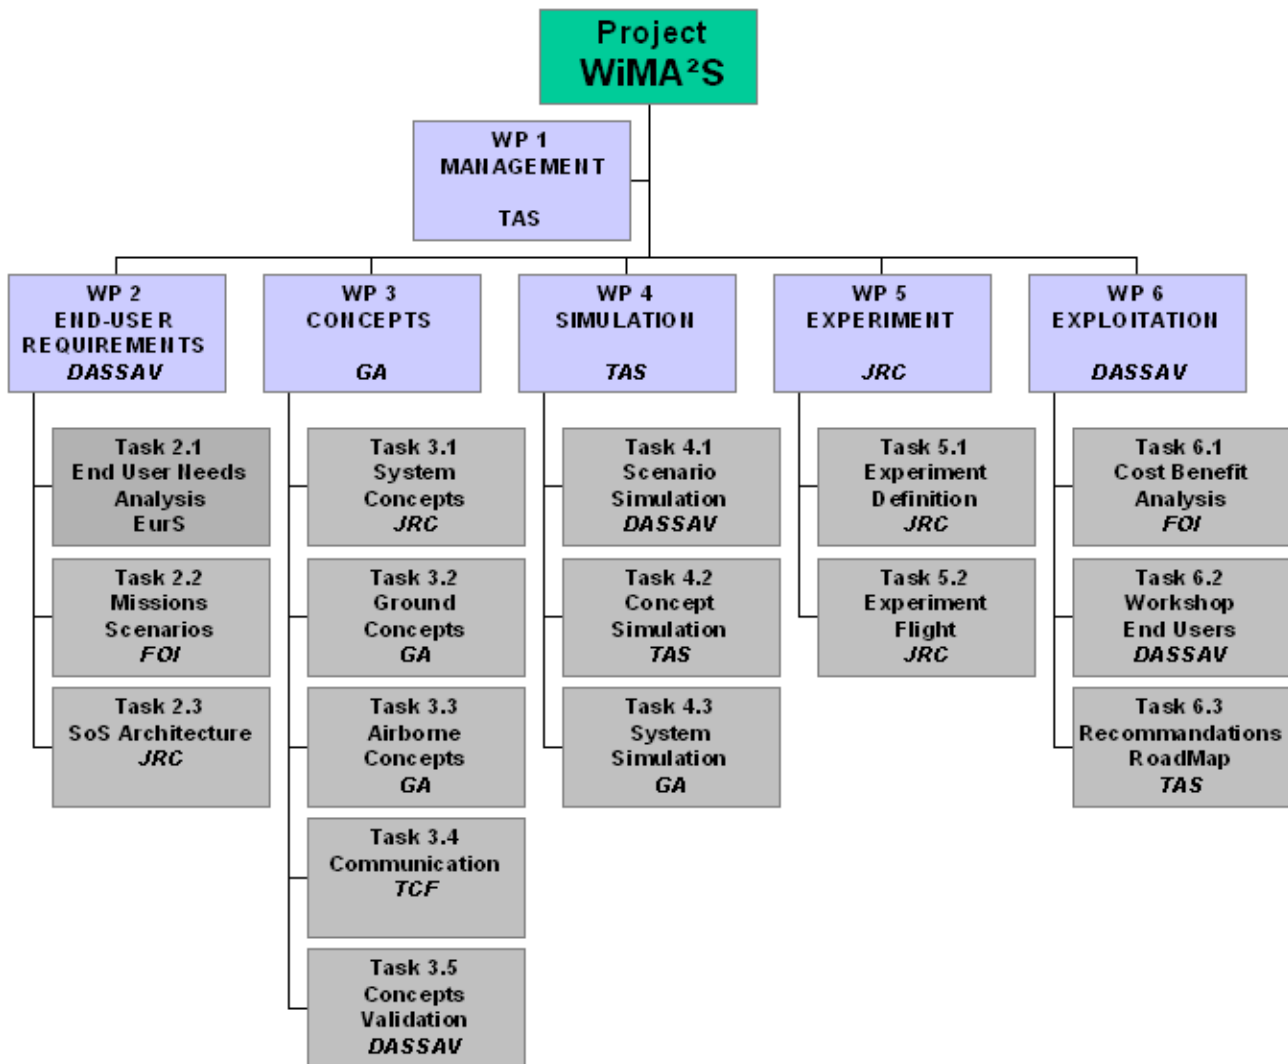 Project
WiMA²S
WP 1
MANAGEMENT
TAS
WP 2
END-USER
REQUIREMENTS
DASSAV
WP 3
CONCEPTS
GA
WP 4
SIMULATION
TAS
WP 5
EXPERIMENT
JRC
WP 6
EXPLOITATION
DASSAV
Task 2.1
End User Needs
Analysis
EurS
Task 2.2
Missions
Scenarios
FOI
Task 2.3
SoS Architecture
JRC
Task 3.1
System
Concepts
JRC
Task 3.2
Ground
Concepts
GA
Task 3.3
Airborne
Concepts
GA
Task 3.4
Communication
TCF
Task 3.5
Concepts
Validation
DASSAV
Task 4.1
Scenario
Simulation
DASSAV
Task 4.2
Concept
Simulation
TAS
Task 4.3
System
Simulation
GA
Task 5.1
Experiment
Definition
JRC
Task 5.2
Experiment
Flight
JRC
Task 6.1
Cost Benefit
Analysis
FOI
Task 6.2
Workshop
End Users
DASSAV
Task 6.3
Recommandations
RoadMap
TAS